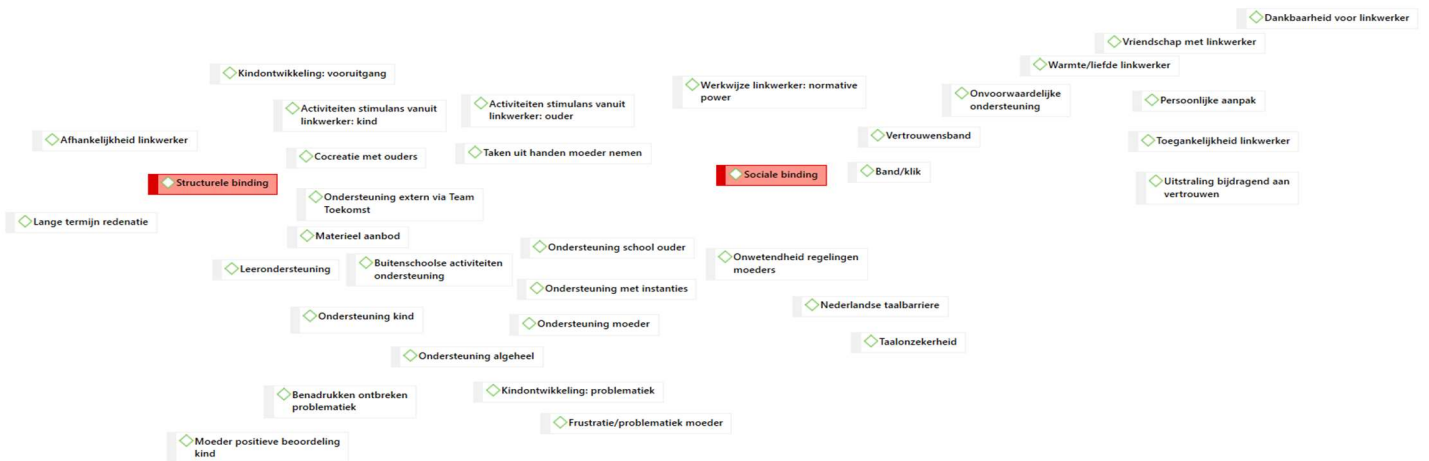 Dankbaarheid voor linkwerker
Vriendschap met linkwerker
Warmte/liefde linkwerker
Kindontwikkeling: vooruitgang
Werkwijze linkwerker: normative
power
Onvoorwaardelijke
ondersteuning
Persoonlijke aanpak
Activiteiten stimulans vanuit
linkwerker: kind
Activiteiten stimulans vanuit
linkwerker: ouder
Vertrouwensband
Afhankelijkheid linkwerker
Toegankelijkheid linkwerker
Cocreatie met ouders
Taken uit handen moeder nemen
Structurele binding
Sociale binding
Band/klik
Uitstraling bijdragend aan
vertrouwen
Ondersteuning extern via Team
Toekomst
Lange termijn redenatie
Materieel aanbod
Ondersteuning school ouder
Leerondersteuning
Buitenschoolse activiteiten
ondersteuning
Onwetendheid regelingen
moeders
Ondersteuning met instanties
Nederlandse taalbarriere
Ondersteuning kind
Ondersteuning moeder
Taalonzekerheid
Ondersteuning algeheel
Benadrukken ontbreken
problematiek
Kindontwikkeling: problematiek
Frustratie/problematiek moeder
Moeder positieve beoordeling
kind